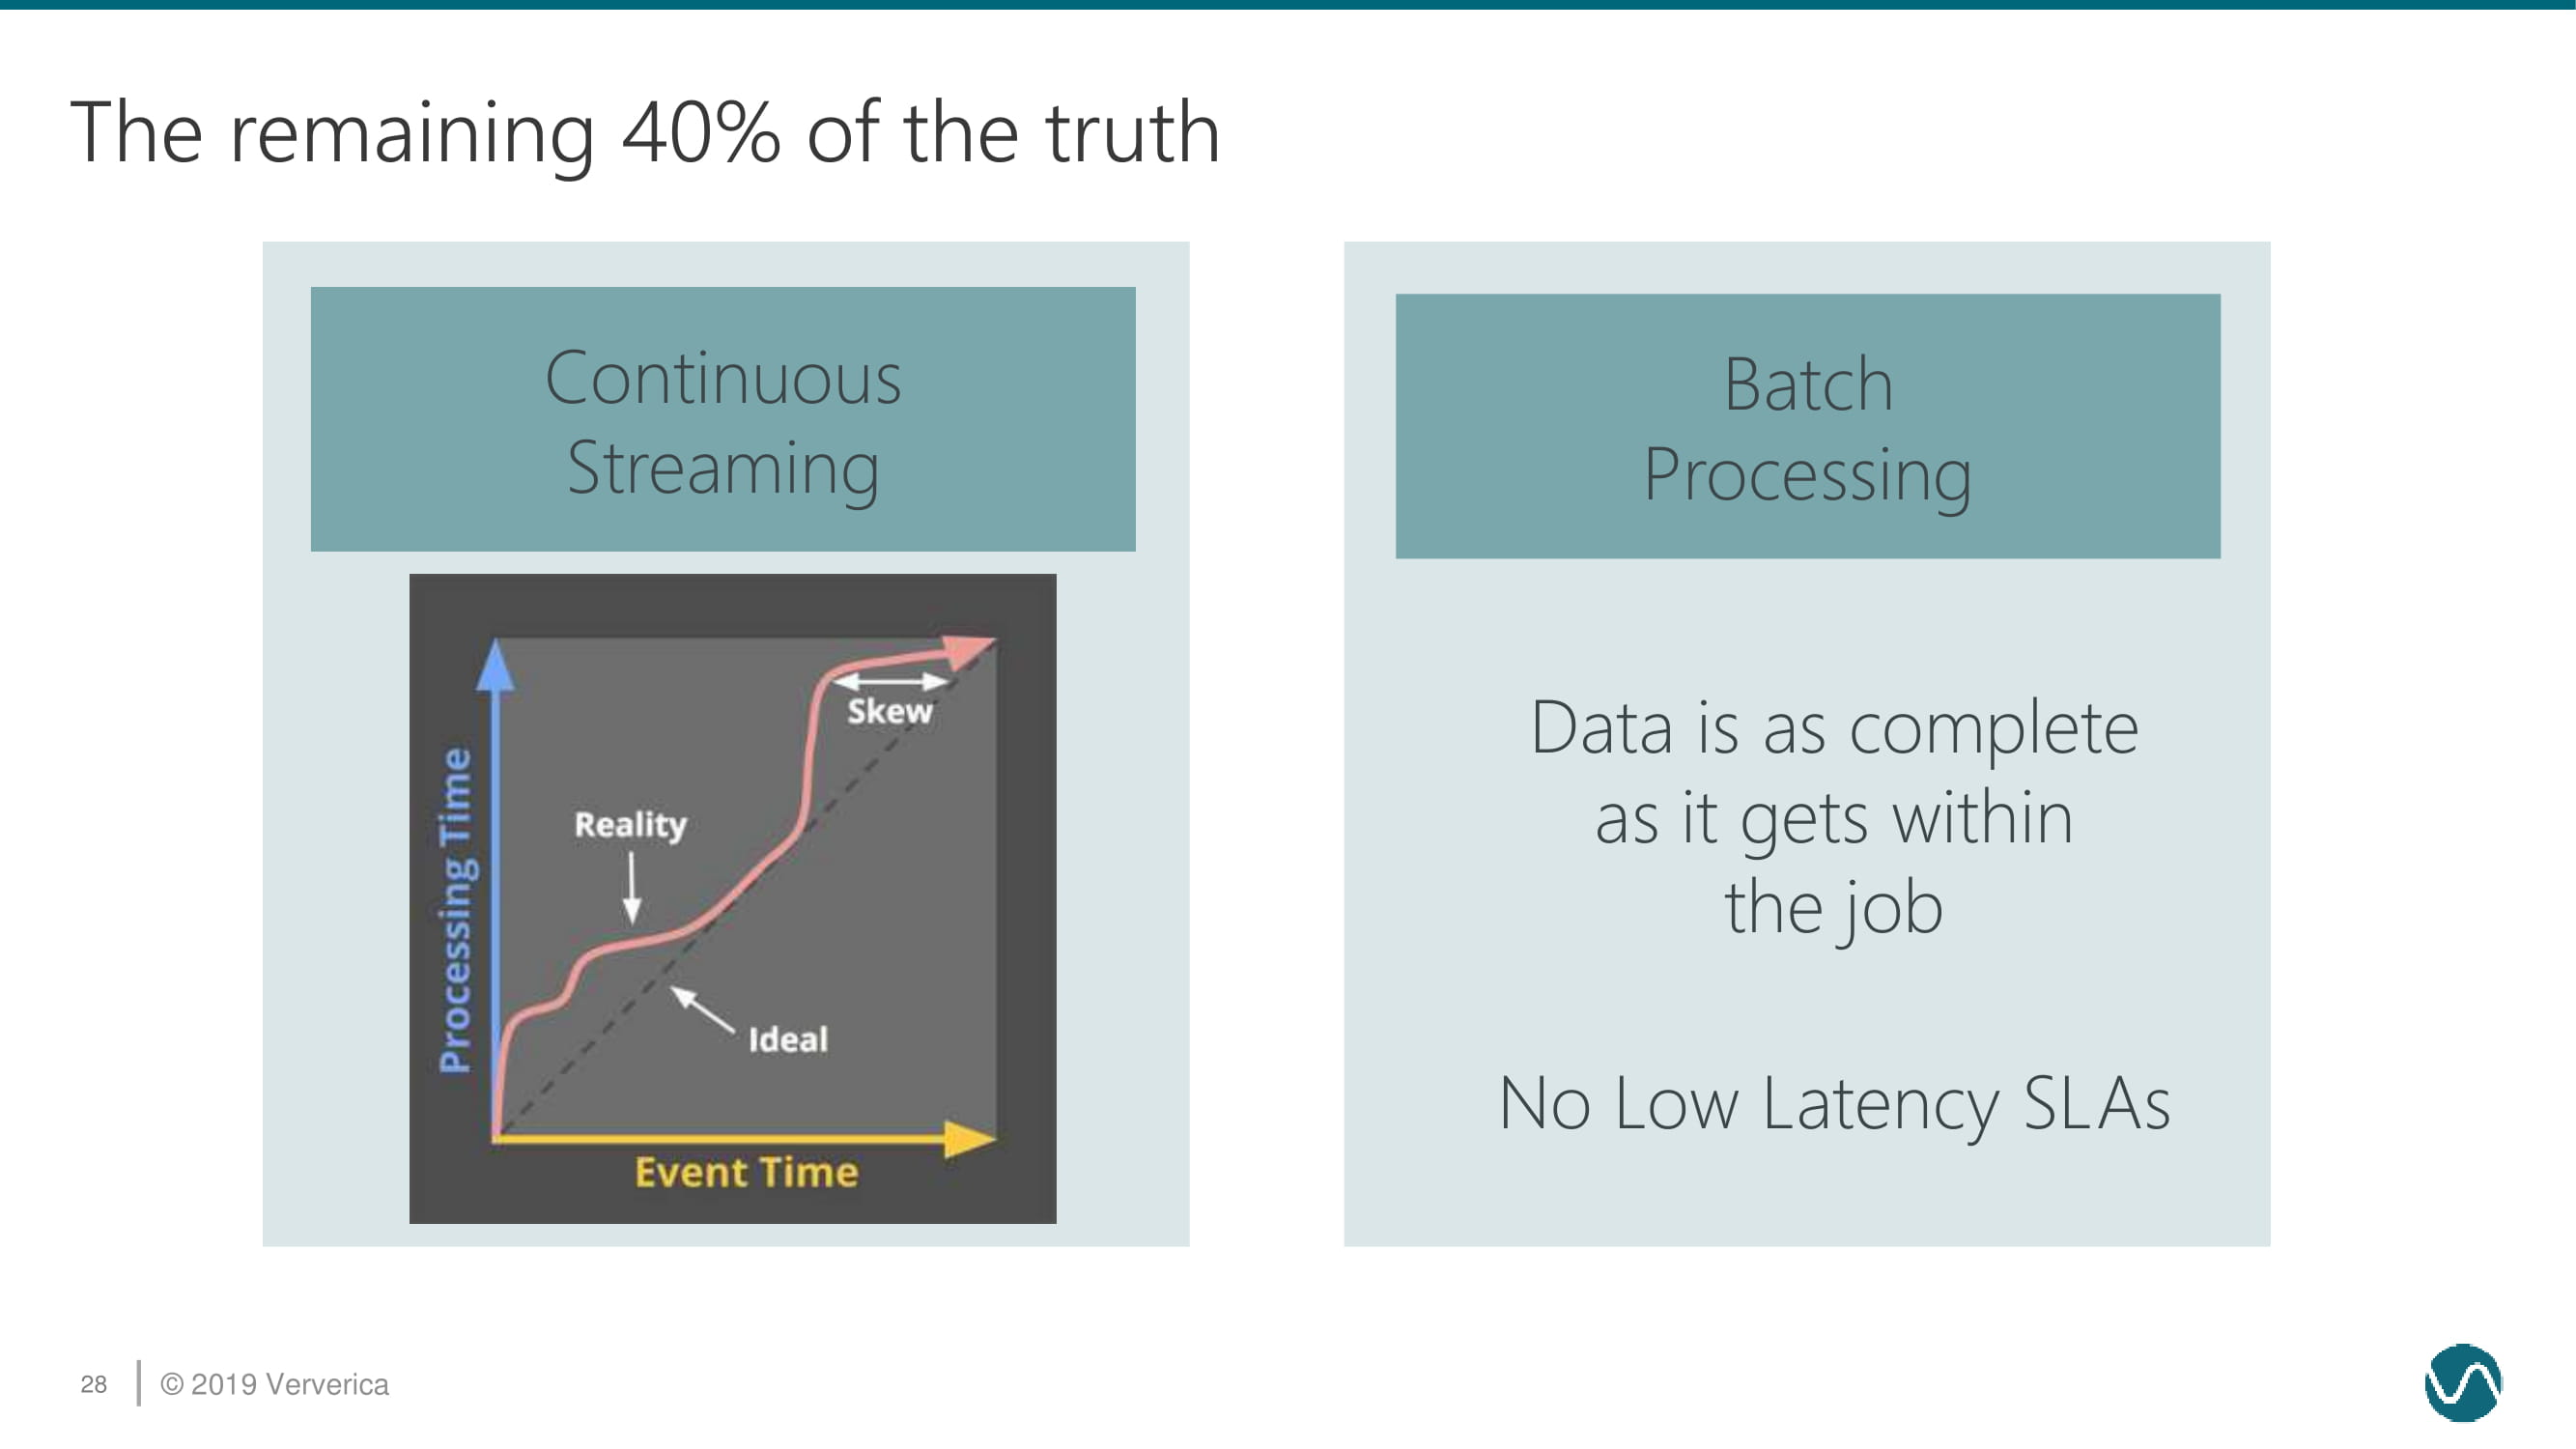 The remaining 40% of the truth
Continuous
Streaming
Processing Time
Reality
Skew
Ideal
Event Time
Batch
Processing
Data is as complete
as it gets within
the job
No Low Latency SLAs
28
© 2019 Ververica